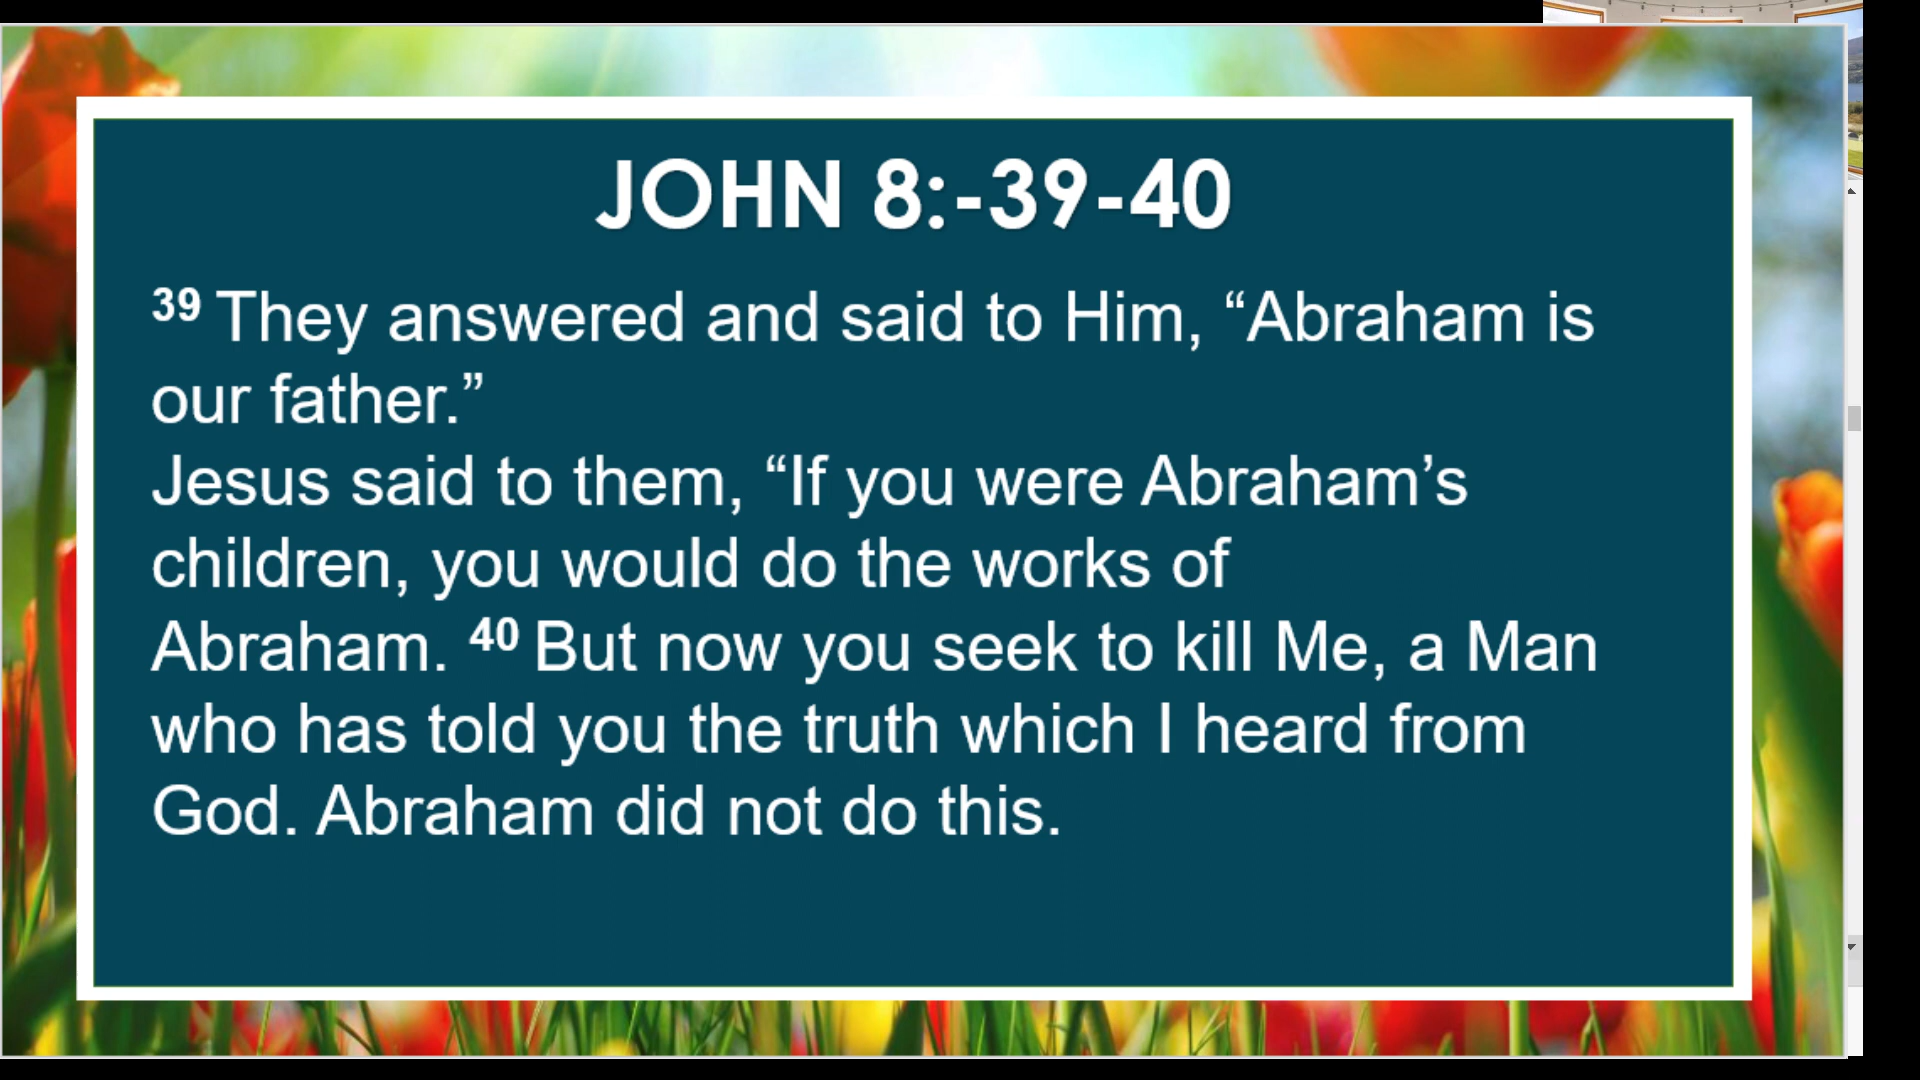 JOHN 8:-39-40
39 They answered and said to Him, “Abraham is
our father.”
Jesus said to them, “If you were Abraham’s
children, you would do the works of
Abraham. 40 But now you seek to kill Me, a Man
who has told you the truth which I heard from
God. Abraham did not do this.